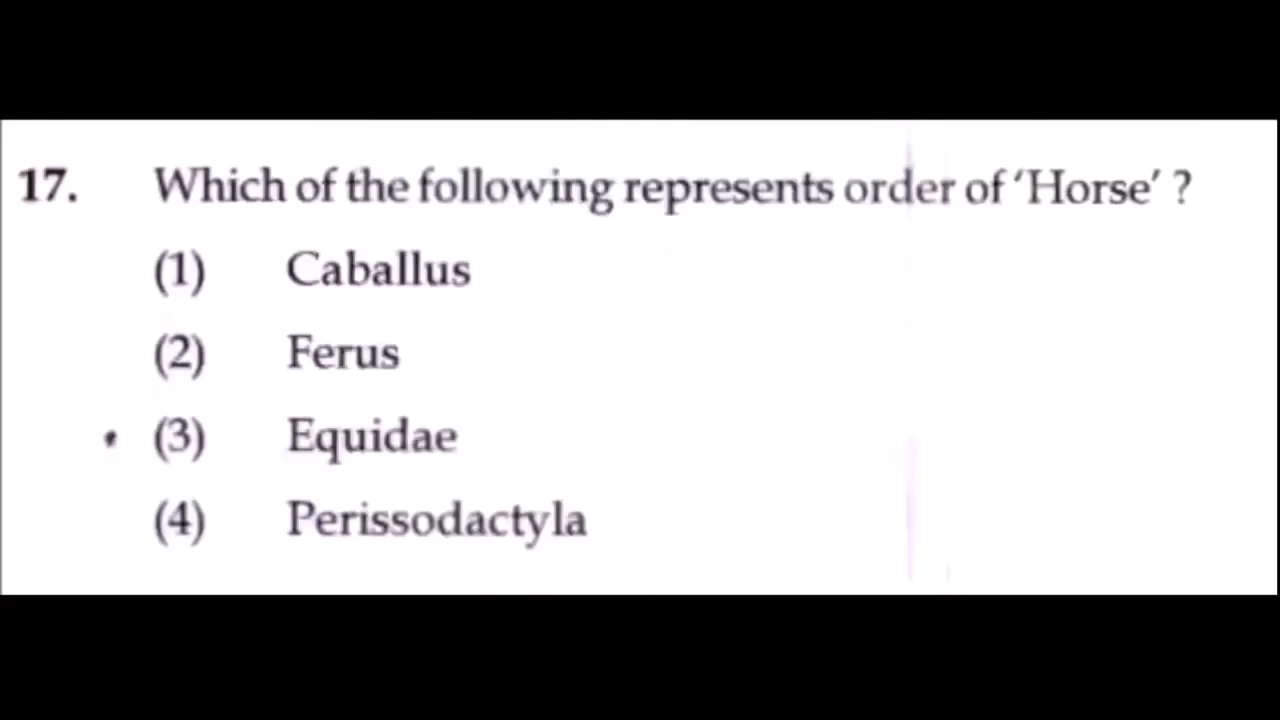 17. Which of the following represents order of ‘Horse’ ?
(1) Caballus
(2) Ferus
(3) Equidae
(4) Perissodactyla